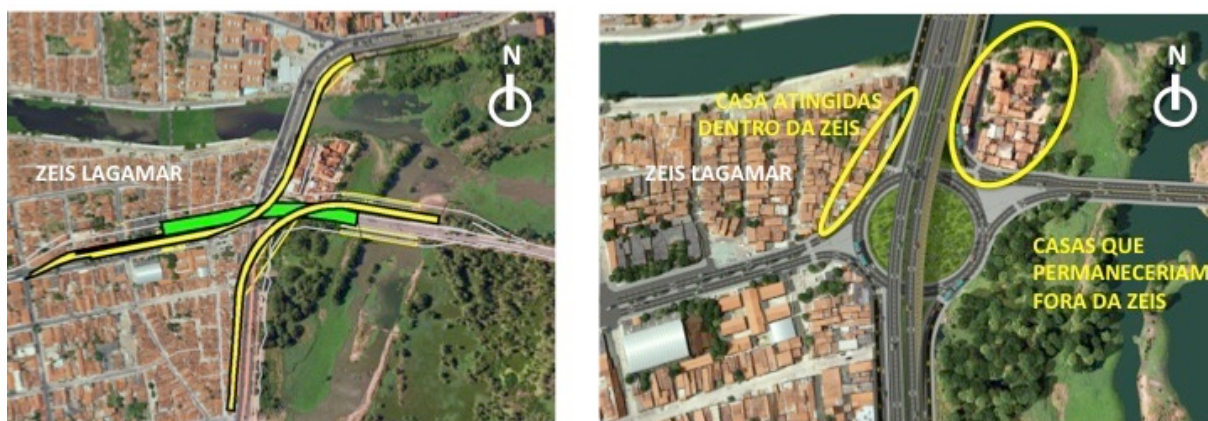 N
ZEIS LAGAMAR
CASA ATINGIDAS
DENTRO DA ZEIS
N
ZEIS LAGAMAR
CASAS QUE
PERMANECERIAM
FORA DA ZEIS